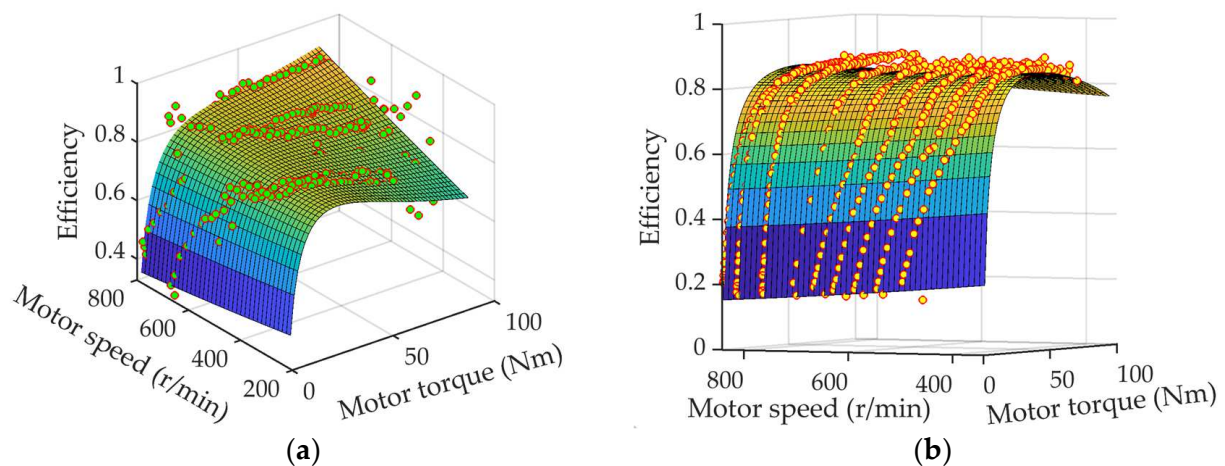 1
0.8
0.6
0.4
Efficiency
800
600
400
200
Motor speed (r/min)
0
50
100
Motor torque (Nm)
(a)
1
0.8
0.6
0.4
0.2
0
Efficiency
800
600
400
Motor speed (r/min)
0
50
100
Motor torque (Nm)
(b)